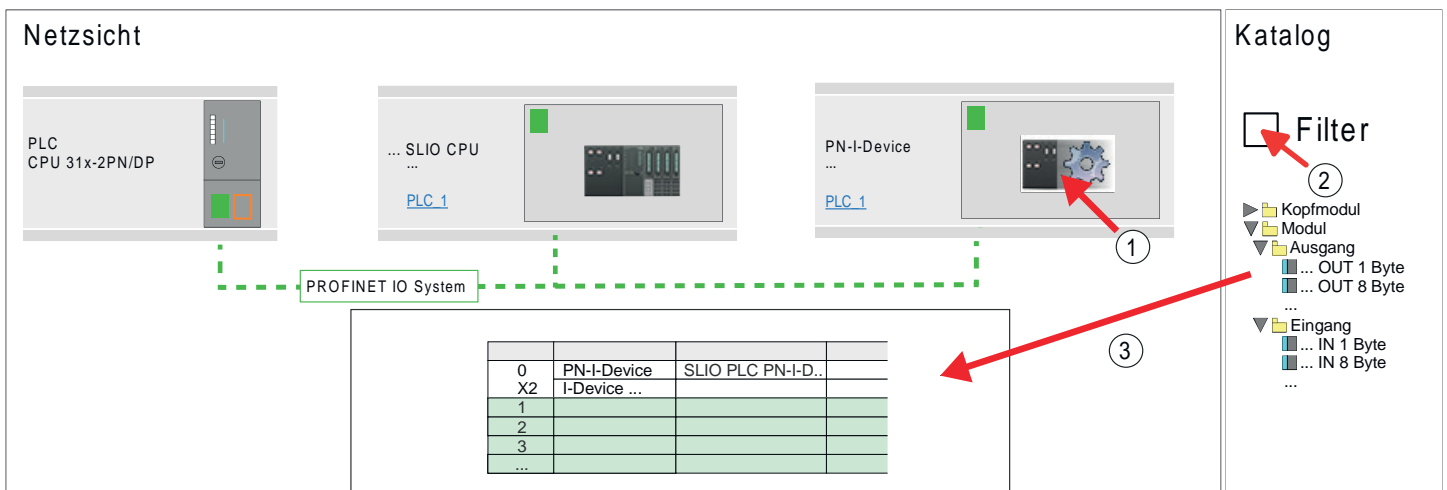 Netzsicht
PLC
CPU 31x-2PN/DP
... SLIO CPU
...
PLC_1
PN-I-Device
...
PLC_1
1
PROFINET IO System
0 PN-I-Device SLIO PLC PN-I-D..
X2 I-Device ...
1
2
3
...
3
Katalog
Filter
2
Kopfmodul
Modul
Ausgang
... OUT 1 Byte
... OUT 8 Byte
...
Eingang
... IN 1 Byte
... IN 8 Byte
...